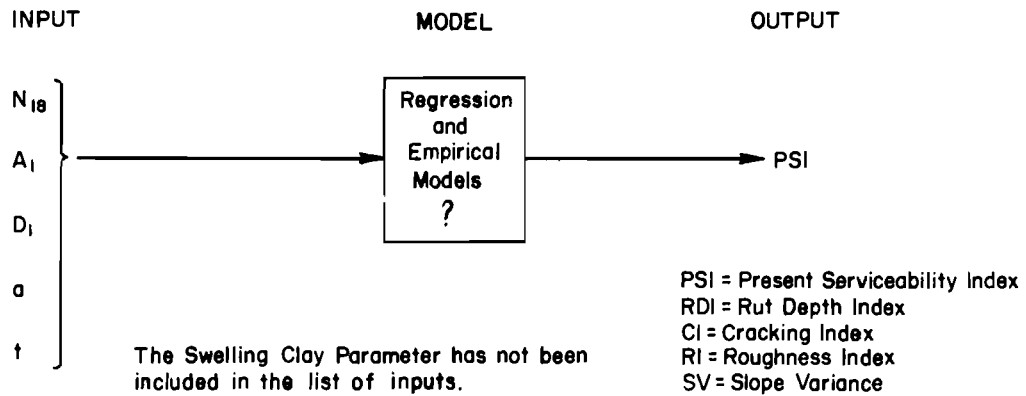 INPUT MODEL OUTPUT
N18
A1
D1
a
t
Regression
and
Empirical
Models
?
PSI
The Swelling Clay Parameter has not been
included in the list of inputs.
PSI = Present Serviceability Index
RDI = Rut Depth Index
CI = Cracking Index
RI = Roughness Index
SV = Slope Variance